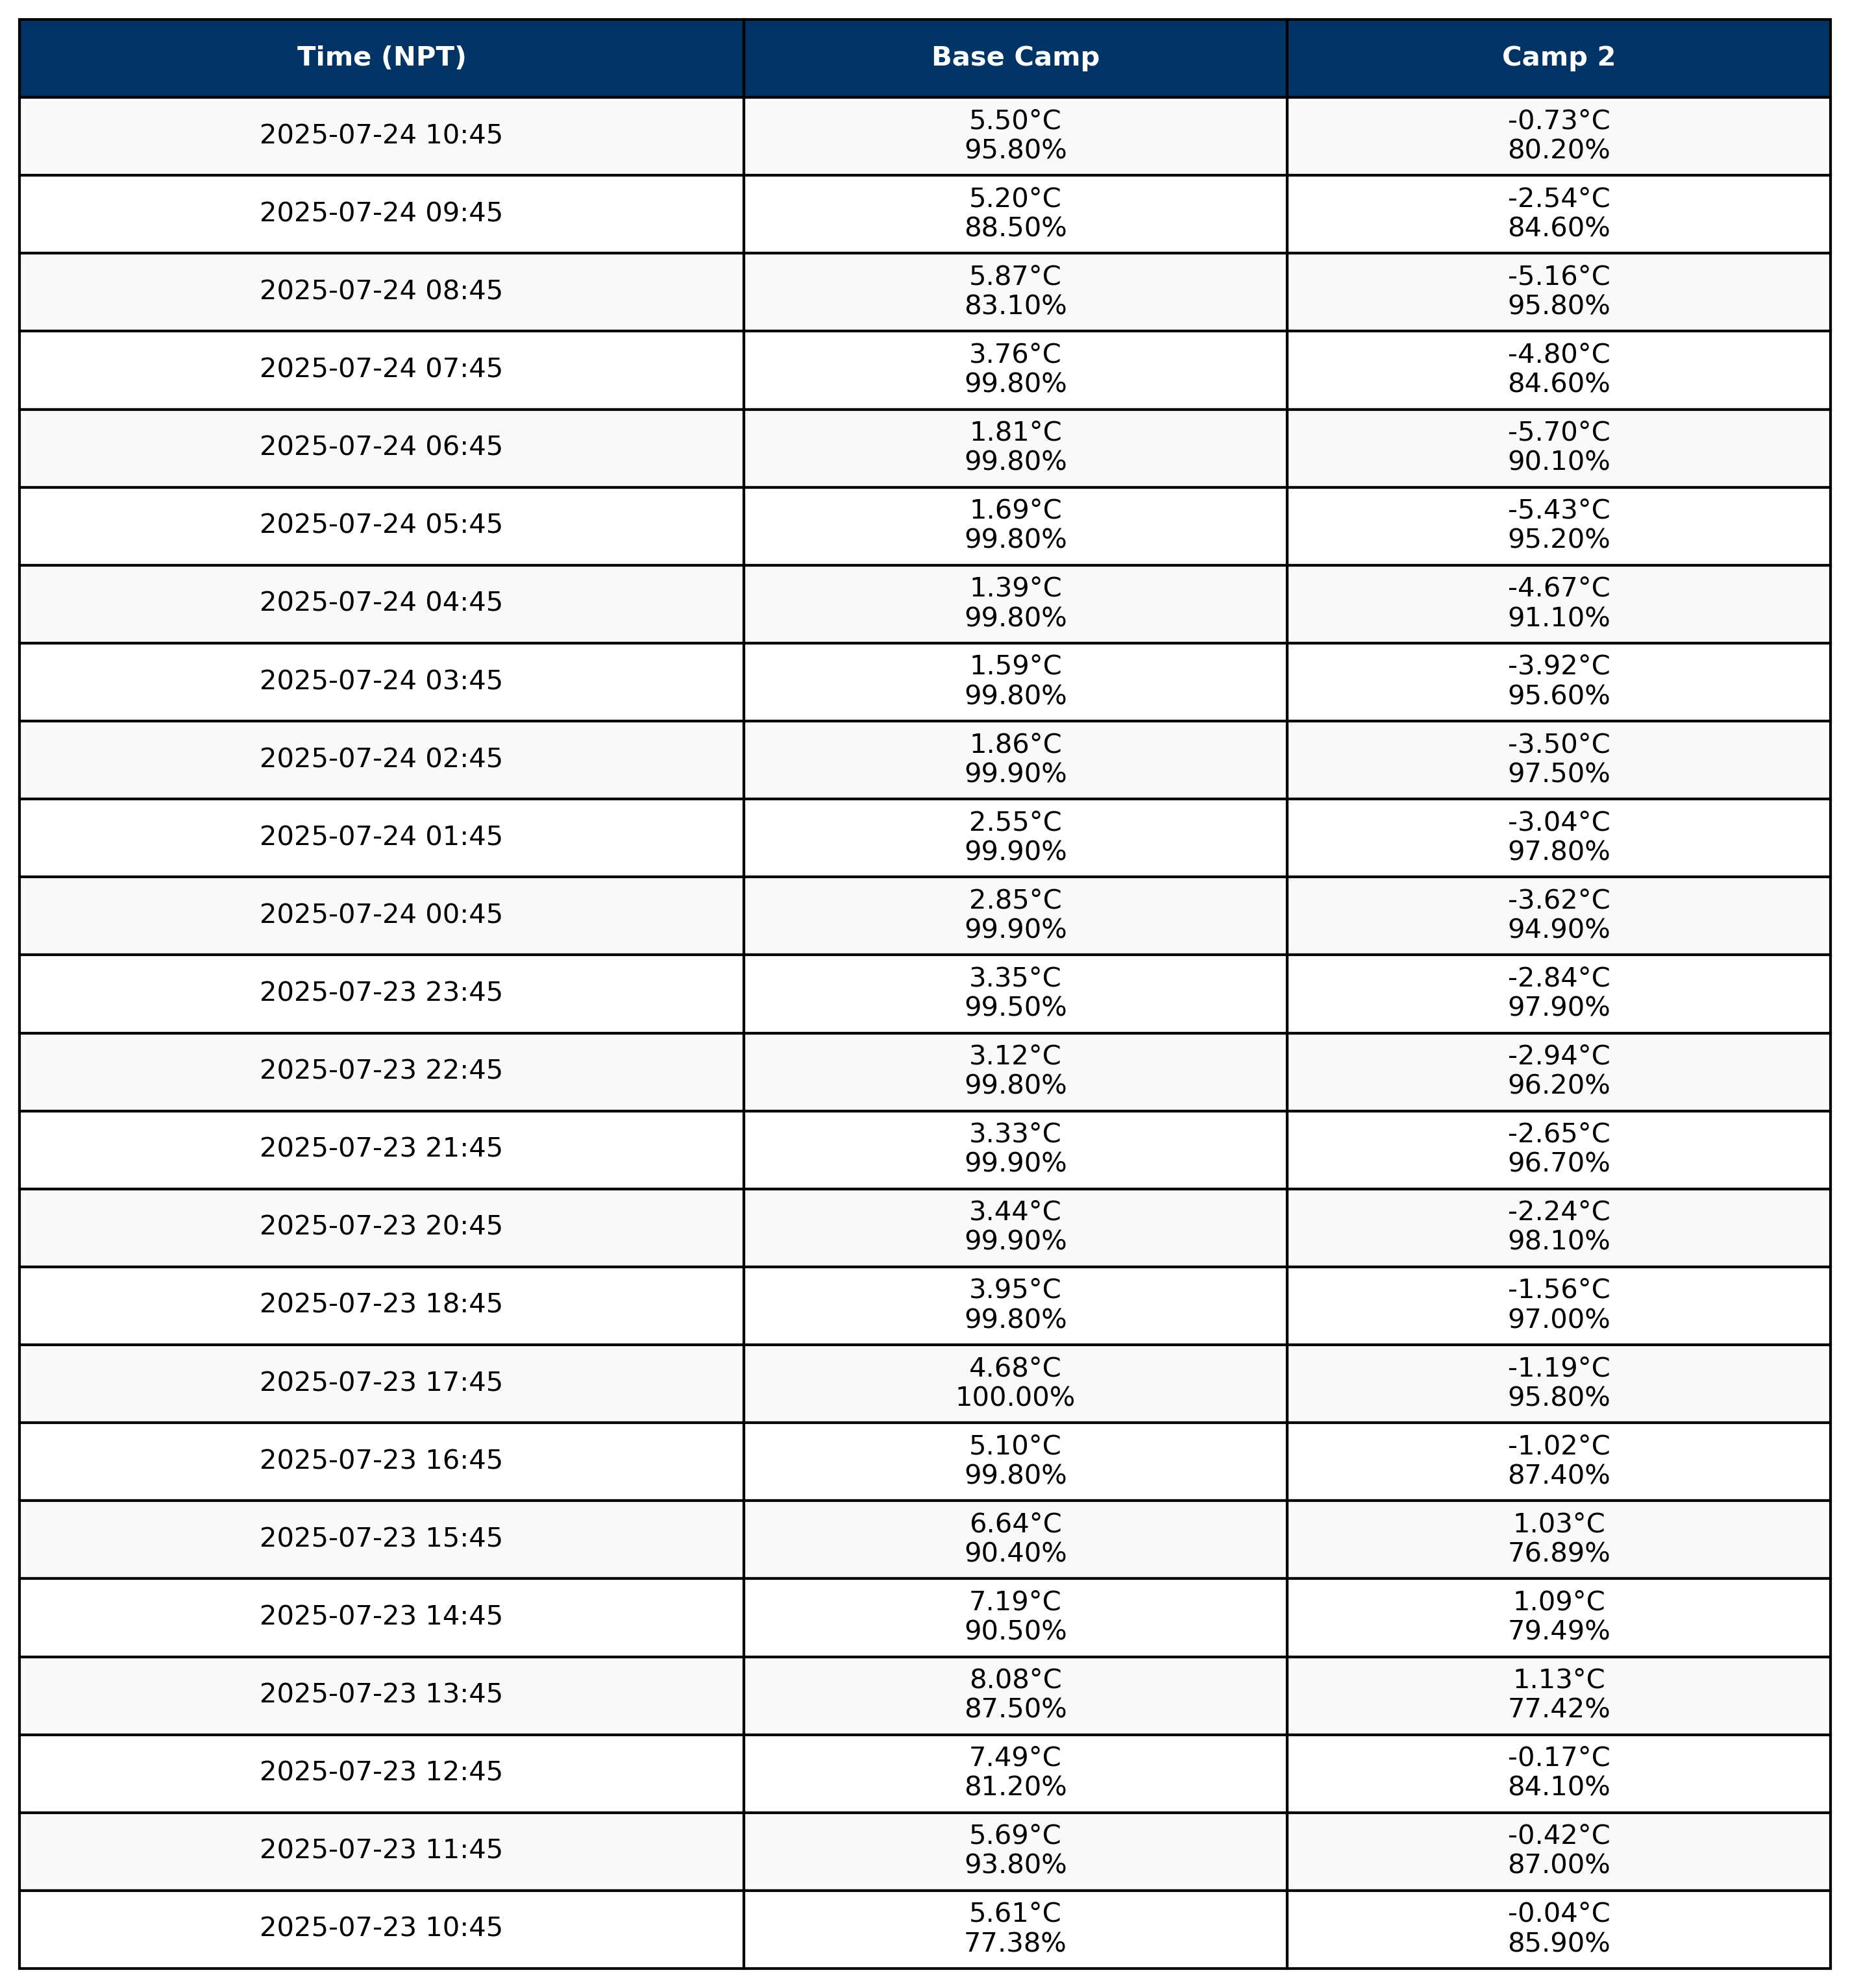 Time (NPT) Base Camp Camp 2
2025-07-24 10:45 5.50°C -0.73°C
95.80% 80.20%
2025-07-24 09:45 5.20°C -2.54°C
88.50% 84.60%
2025-07-24 08:45 5.87°C -5.16°C
83.10% 95.80%
2025-07-24 07:45 3.76°C -4.80°C
99.80% 84.60%
2025-07-24 06:45 1.81°C -5.70°C
99.80% 90.10%
2025-07-24 05:45 1.69°C -5.43°C
99.80% 95.20%
2025-07-24 04:45 1.39°C -4.67°C
99.80% 91.10%
2025-07-24 03:45 1.59°C -3.92°C
99.80% 95.60%
2025-07-24 02:45 1.86°C -3.50°C
99.90% 97.50%
2025-07-24 01:45 2.55°C -3.04°C
99.90% 97.80%
2025-07-24 00:45 2.85°C -3.62°C
99.90% 94.90%
2025-07-23 23:45 3.35°C -2.84°C
99.50% 97.90%
2025-07-23 22:45 3.12°C -2.94°C
99.80% 96.20%
2025-07-23 21:45 3.33°C -2.65°C
99.90% 96.70%
2025-07-23 20:45 3.44°C -2.24°C
99.90% 98.10%
2025-07-23 18:45 3.95°C -1.56°C
99.80% 97.00%
2025-07-23 17:45 4.68°C -1.19°C
100.00% 95.80%
2025-07-23 16:45 5.10°C -1.02°C
99.80% 87.40%
2025-07-23 15:45 6.64°C 1.03°C
90.40% 76.89%
2025-07-23 14:45 7.19°C 1.09°C
90.50% 79.49%
2025-07-23 13:45 8.08°C 1.13°C
87.50% 77.42%
2025-07-23 12:45 7.49°C -0.17°C
81.20% 84.10%
2025-07-23 11:45 5.69°C -0.42°C
93.80% 87.00%
2025-07-23 10:45 5.61°C -0.04°C
77.38% 85.90%